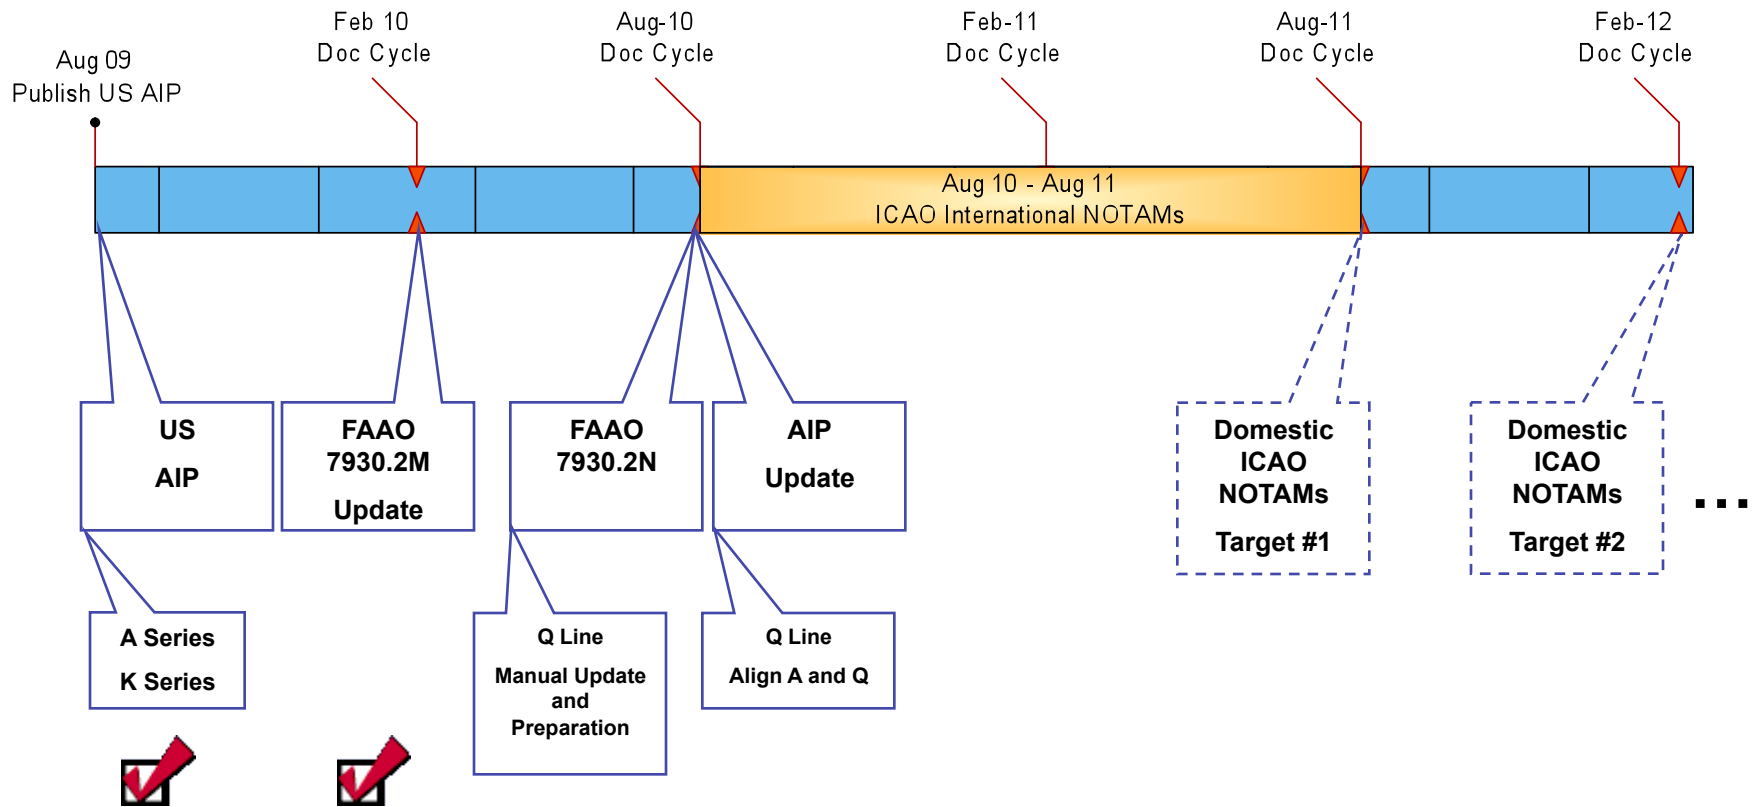 Aug 09
Publish US AIP
Feb 10
Doc Cycle
Aug-10
Doc Cycle
Feb-11
Doc Cycle
Aug-11
Doc Cycle
Feb-12
Doc Cycle
Aug 10 - Aug 11
ICAO International NOTAMs
US
AIP
FAAO
7930.2M
Update
FAAO
7930.2N
AIP
Update
Domestic
ICAO
NOTAMs
Target #1
Domestic
ICAO
NOTAMs
Target #2
...
A Series
K Series
Q Line
Manual Update
and
Preparation
Q Line
Align A and Q